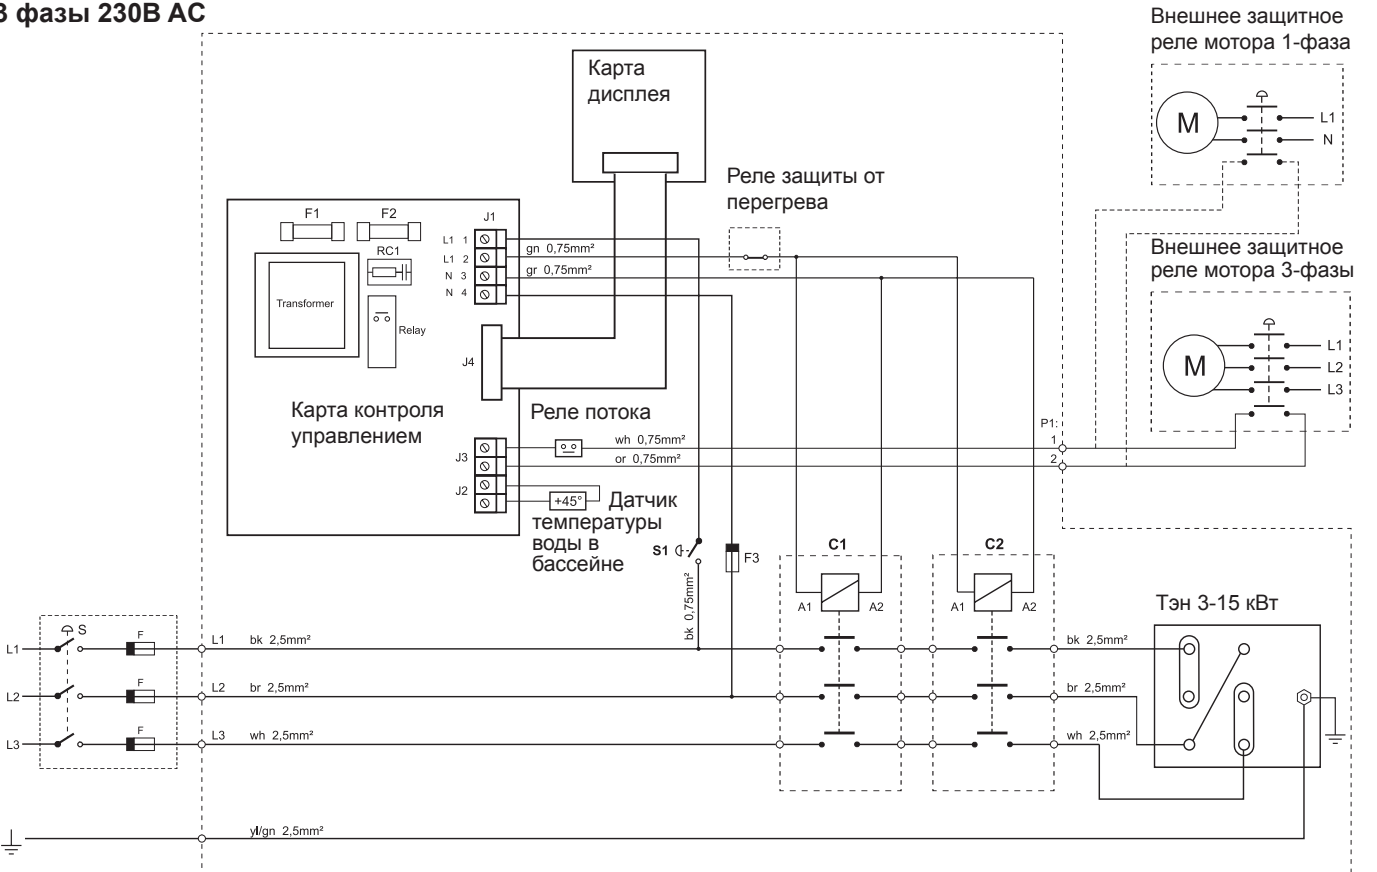 3 фазы 230В АС
Внешнее защитное
реле мотора 1-фаза
M
L1
N
Карта
дисплея
Реле защиты от
перегрева
F1
F2
J1
RC1
L1 1
L1 2
N 3
N 4
gn 0,75mm²
gr 0,75mm²
Transformer
Relay
J4
Внешнее защитное
реле мотора 3-фазы
M
L1
L2
L3
Карта контроля
управлением
Реле потока
wh 0,75mm²
or 0,75mm²
P1:
1
2
J3
J2
+45°
Датчик
температуры
воды в
бассейне
S1
F3
bk 0,75mm²
C1
C2
A1
A2
A1
A2
Тэн 3-15 кВт
S
F
F
F
L1
L2
L3
L1 bk 2,5mm²
L2 br 2,5mm²
L3 wh 2,5mm²
bk 2,5mm²
br 2,5mm²
wh 2,5mm²
yl/gn 2,5mm²